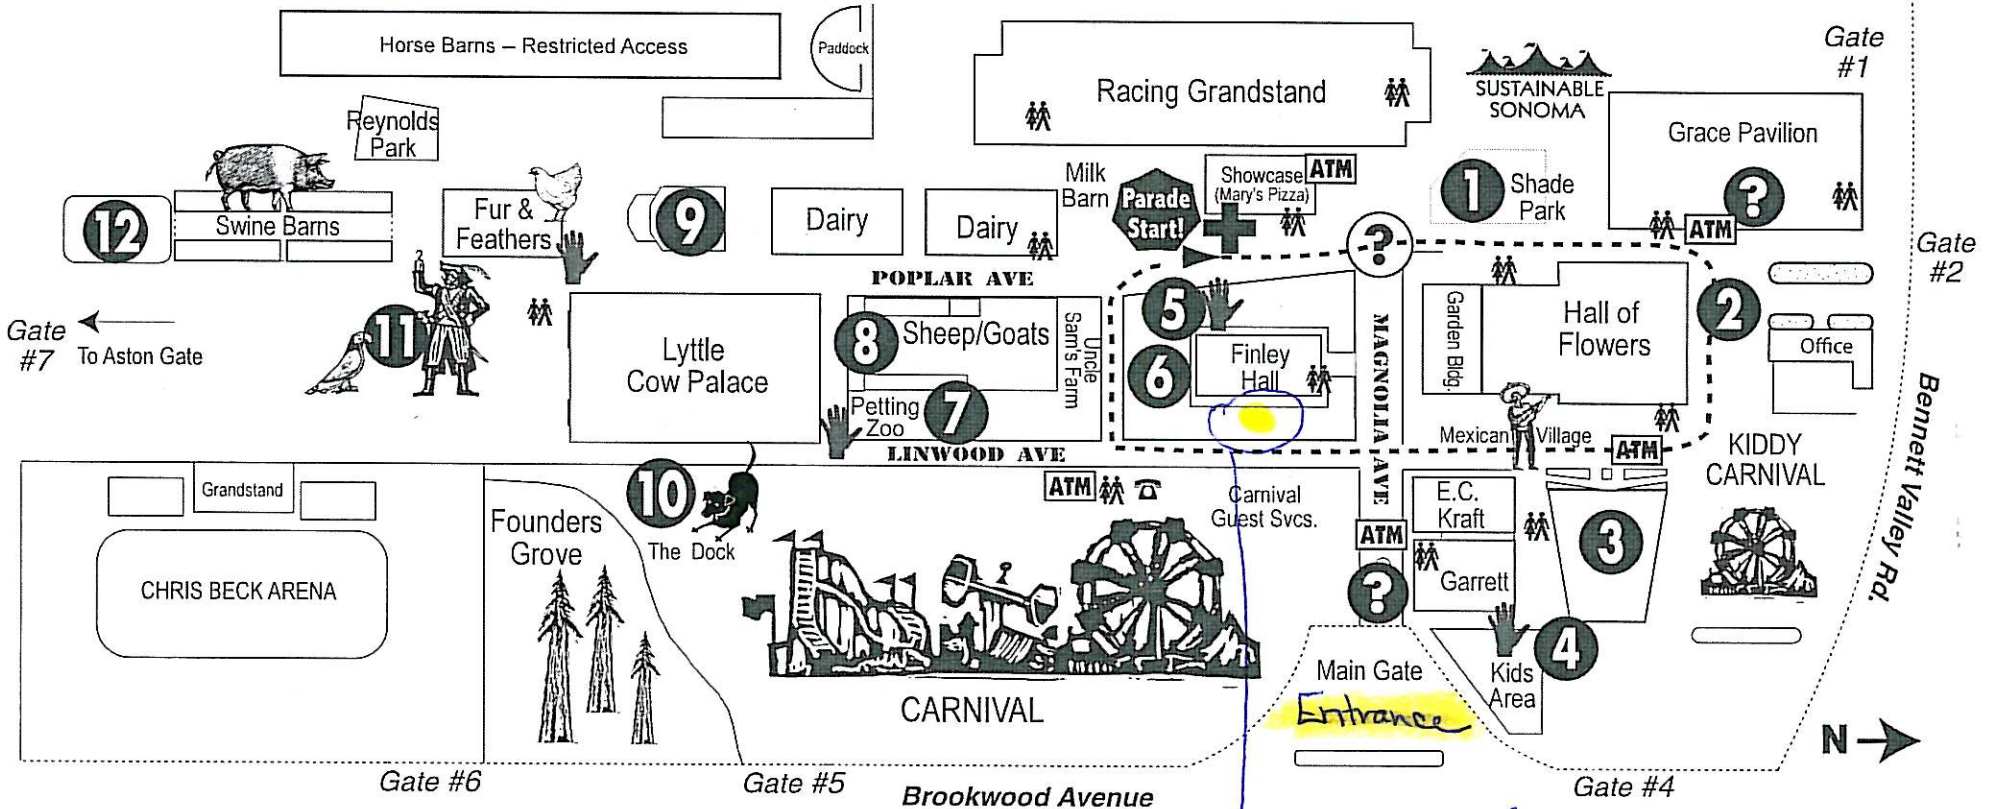 Horse Barns – Restricted Access
Paddock
Racing Grandstand
SUSTAINABLE
SONOMA
Gate
#1
Grace Pavilion
?
ATM
Reynolds
Park
Milk
Barn
Parade
Start!
Showcase
(Mary's Pizza)
ATM
1
Shade
Park
12
Swine Barns
Fur &
Feathers
9
Dairy
Dairy
?
Gate
#2
POPLAR AVE
Gate
#7
To Aston Gate
11
Lyttle
Cow Palace
8
Sheep/Goats
Uncle
Sam's Farm
Petting
Zoo
7
5
6
Finley
Hall
MAGNOLIA AVE
Garden Bldg.
Hall of
Flowers
2
Office
Bennett Valley Rd.
Mexican Village
ATM
LINWOOD AVE
KIDDY
CARNIVAL
Grandstand
CHRIS BECK ARENA
Founders
Grove
10
The Dock
ATM
Carnival
Guest Svcs.
ATM
?
E.C.
Kraft
Garrett
3
4
Kids
Area
CARNIVAL
Main Gate
Entrance
N
Gate #6
Gate #5
Brookwood Avenue
Gate #4